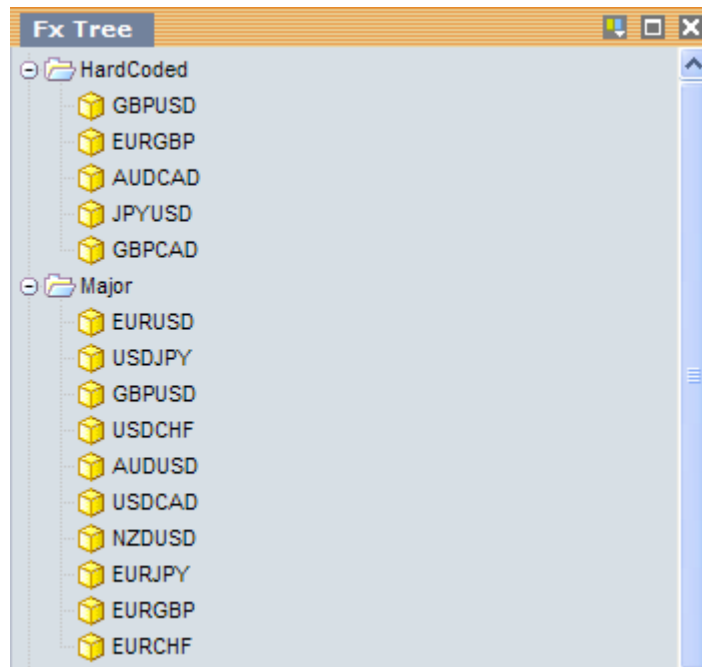 Fx Tree
HardCoded
GBPUSD
EURGBP
AUDCAD
JPYUSD
GBPCAD
Major
EURUSD
USDJPY
GBPUSD
USDCHF
AUDUSD
USDCAD
NZDUSD
EURJPY
EURGBP
EURCHF